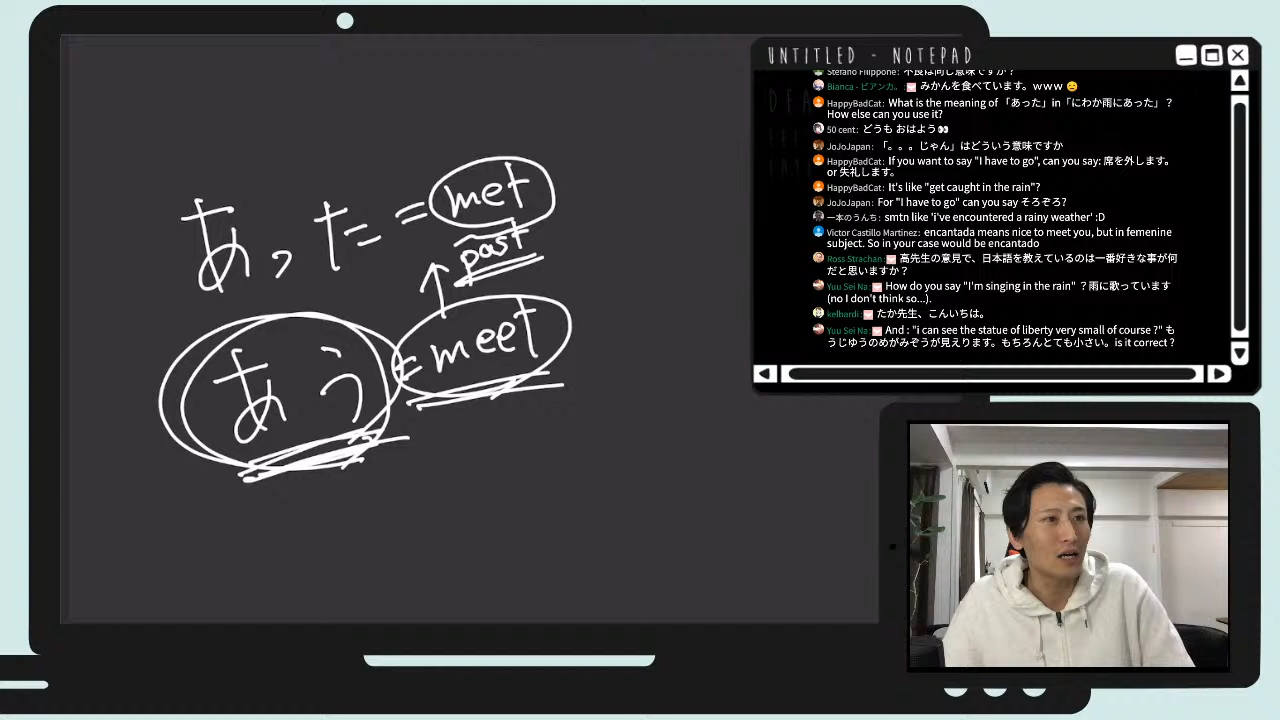 あった = met
past
↑
あう = meet
UNTITLED - NOTEPAD
Stefano Filippone: 不良は同じ意味ですか？
Bianca - ビアンカ。: みかんを食べています。ｗｗｗ 😊
HappyBadCat: What is the meaning of 「あった」in「にわか雨にあった」？
How else can you use it?
50 cent: どうも おはよう👀
JoJoJapan: 「。。。じゃん」はどういう意味ですか
HappyBadCat: If you want to say "I have to go", can you say: 席を外します。
or 失礼します。
HappyBadCat: It's like "get caught in the rain"?
JoJoJapan: For "I have to go" can you say そろぞろ?
一本のうんち: smtn like 'i've encountered a rainy weather' :D
Victor Castillo Martinez: encantada means nice to meet you, but in femenine
subject. So in your case would be encantado
Ross Strachan: 高先生の意見で、日本語を教えているのは一番好きな事が何
だと思いますか？
Yuu Sei Na: How do you say "I'm singing in the rain" ？雨に歌っています
(no I don't think so...).
kelbardi: たか先生、こんいちは。
Yuu Sei Na: And : "i can see the statue of liberty very small of course ?" も
うじゆうのめがみぞうが見えります。もちろんとても小さい。is it correct ?